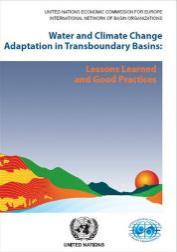 UNITED NATIONS ECONOMIC COMMISSION FOR EUROPE
INTERNATIONAL NETWORK OF BASIN ORGANIZATIONS
Water and Climate Change
Adaptation in Transboundary Basins:
Lessons Learned
and Good Practices
UNITED NATIONS